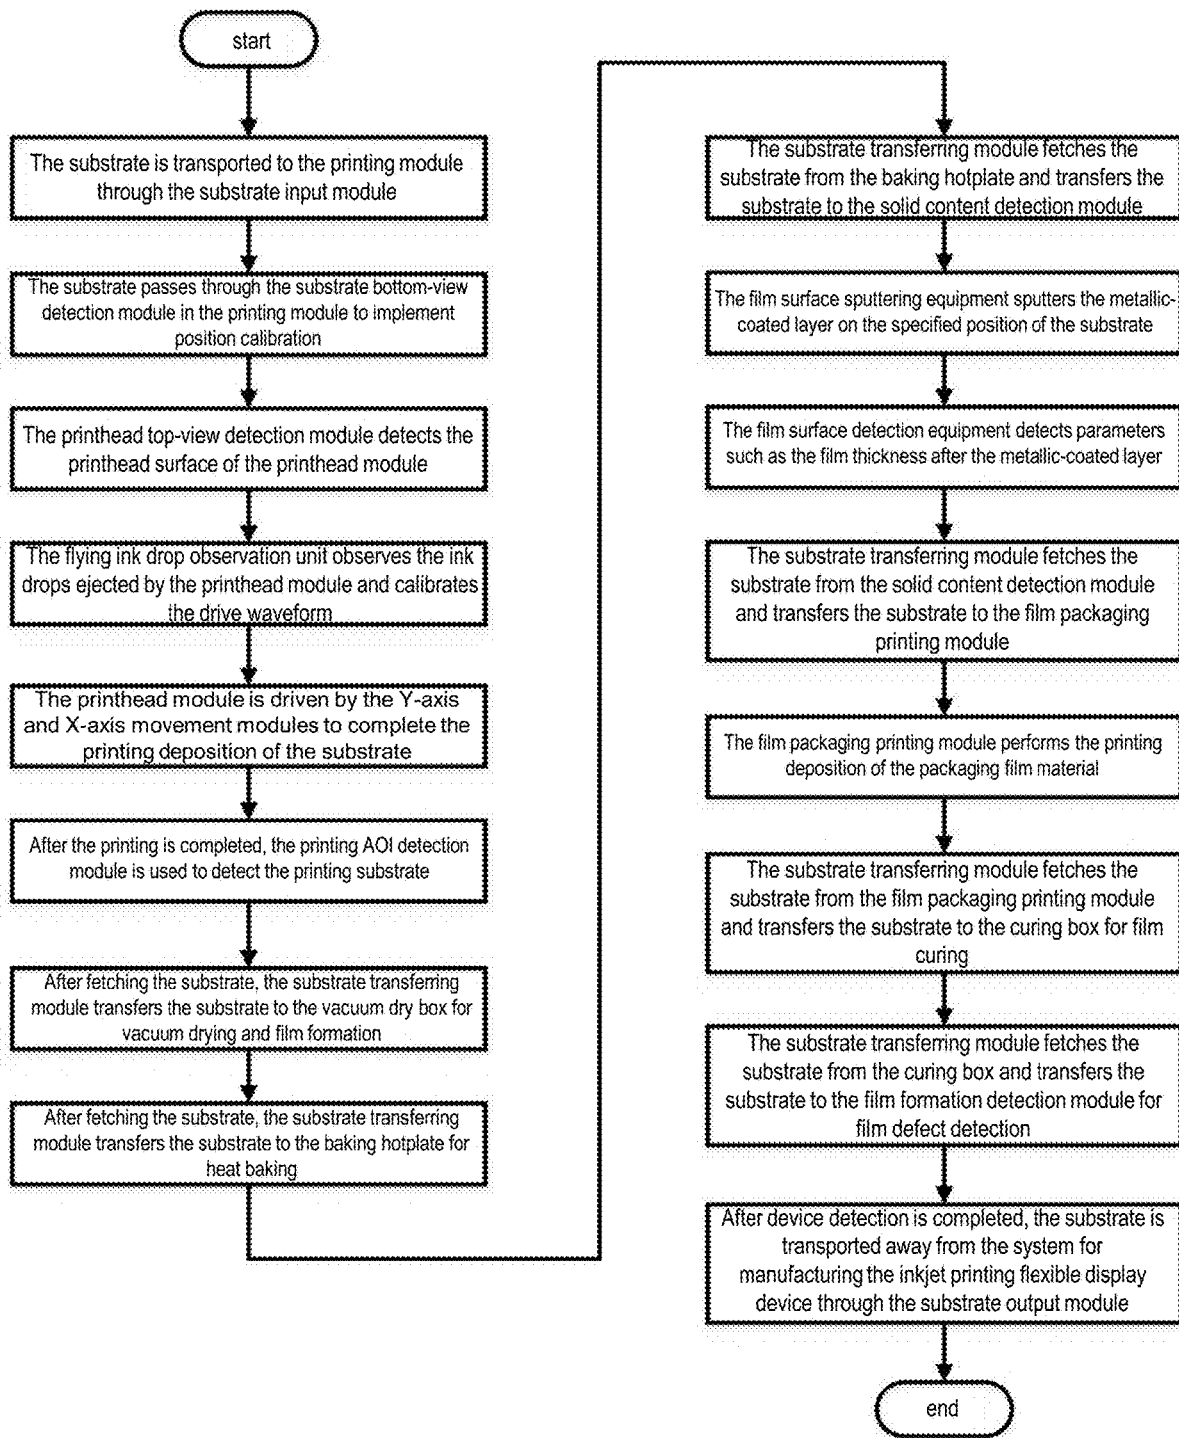 start
The substrate is transported to the printing module
through the substrate input module
The substrate passes through the substrate bottom-view
detection module in the printing module to implement
position calibration
The printhead top-view detection module detects the
printhead surface of the printhead module
The flying ink drop observation unit observes the ink
drops ejected by the printhead module and calibrates
the drive waveform
The printhead module is driven by the Y-axis
and X-axis movement modules to complete the
printing deposition of the substrate
After the printing is completed, the printing AOI detection
module is used to detect the printing substrate
After fetching the substrate, the substrate transferring
module transfers the substrate to the vacuum dry box for
vacuum drying and film formation
After fetching the substrate, the substrate transferring
module transfers the substrate to the baking hotplate for
heat baking
The substrate transferring module fetches the
substrate from the baking hotplate and transfers the
substrate to the solid content detection module
The film surface sputtering equipment sputters the metallic-
coated layer on the specified position of the substrate
The film surface detection equipment detects parameters
such as the film thickness after the metallic-coated layer
The substrate transferring module fetches the
substrate from the solid content detection module
and transfers the substrate to the film packaging
printing module
The film packaging printing module performs the printing
deposition of the packaging film material
The substrate transferring module fetches the
substrate from the film packaging printing module
and transfers the substrate to the curing box for film
curing
The substrate transferring module fetches the
substrate from the curing box and transfers the
substrate to the film formation detection module for
film defect detection
After device detection is completed, the substrate is
transported away from the system for
manufacturing the inkjet printing flexible display
device through the substrate output module
end